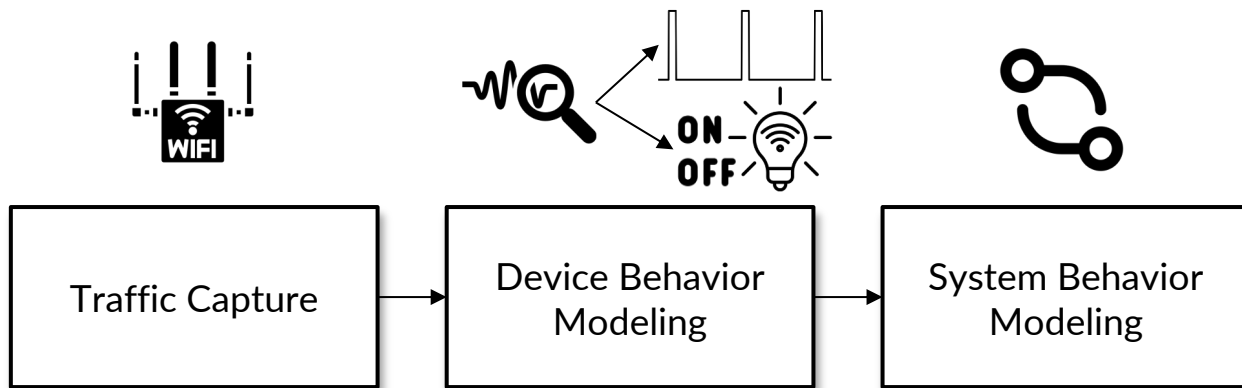 WIFI
ON
OFF
Traffic Capture
Device Behavior
Modeling
System Behavior
Modeling